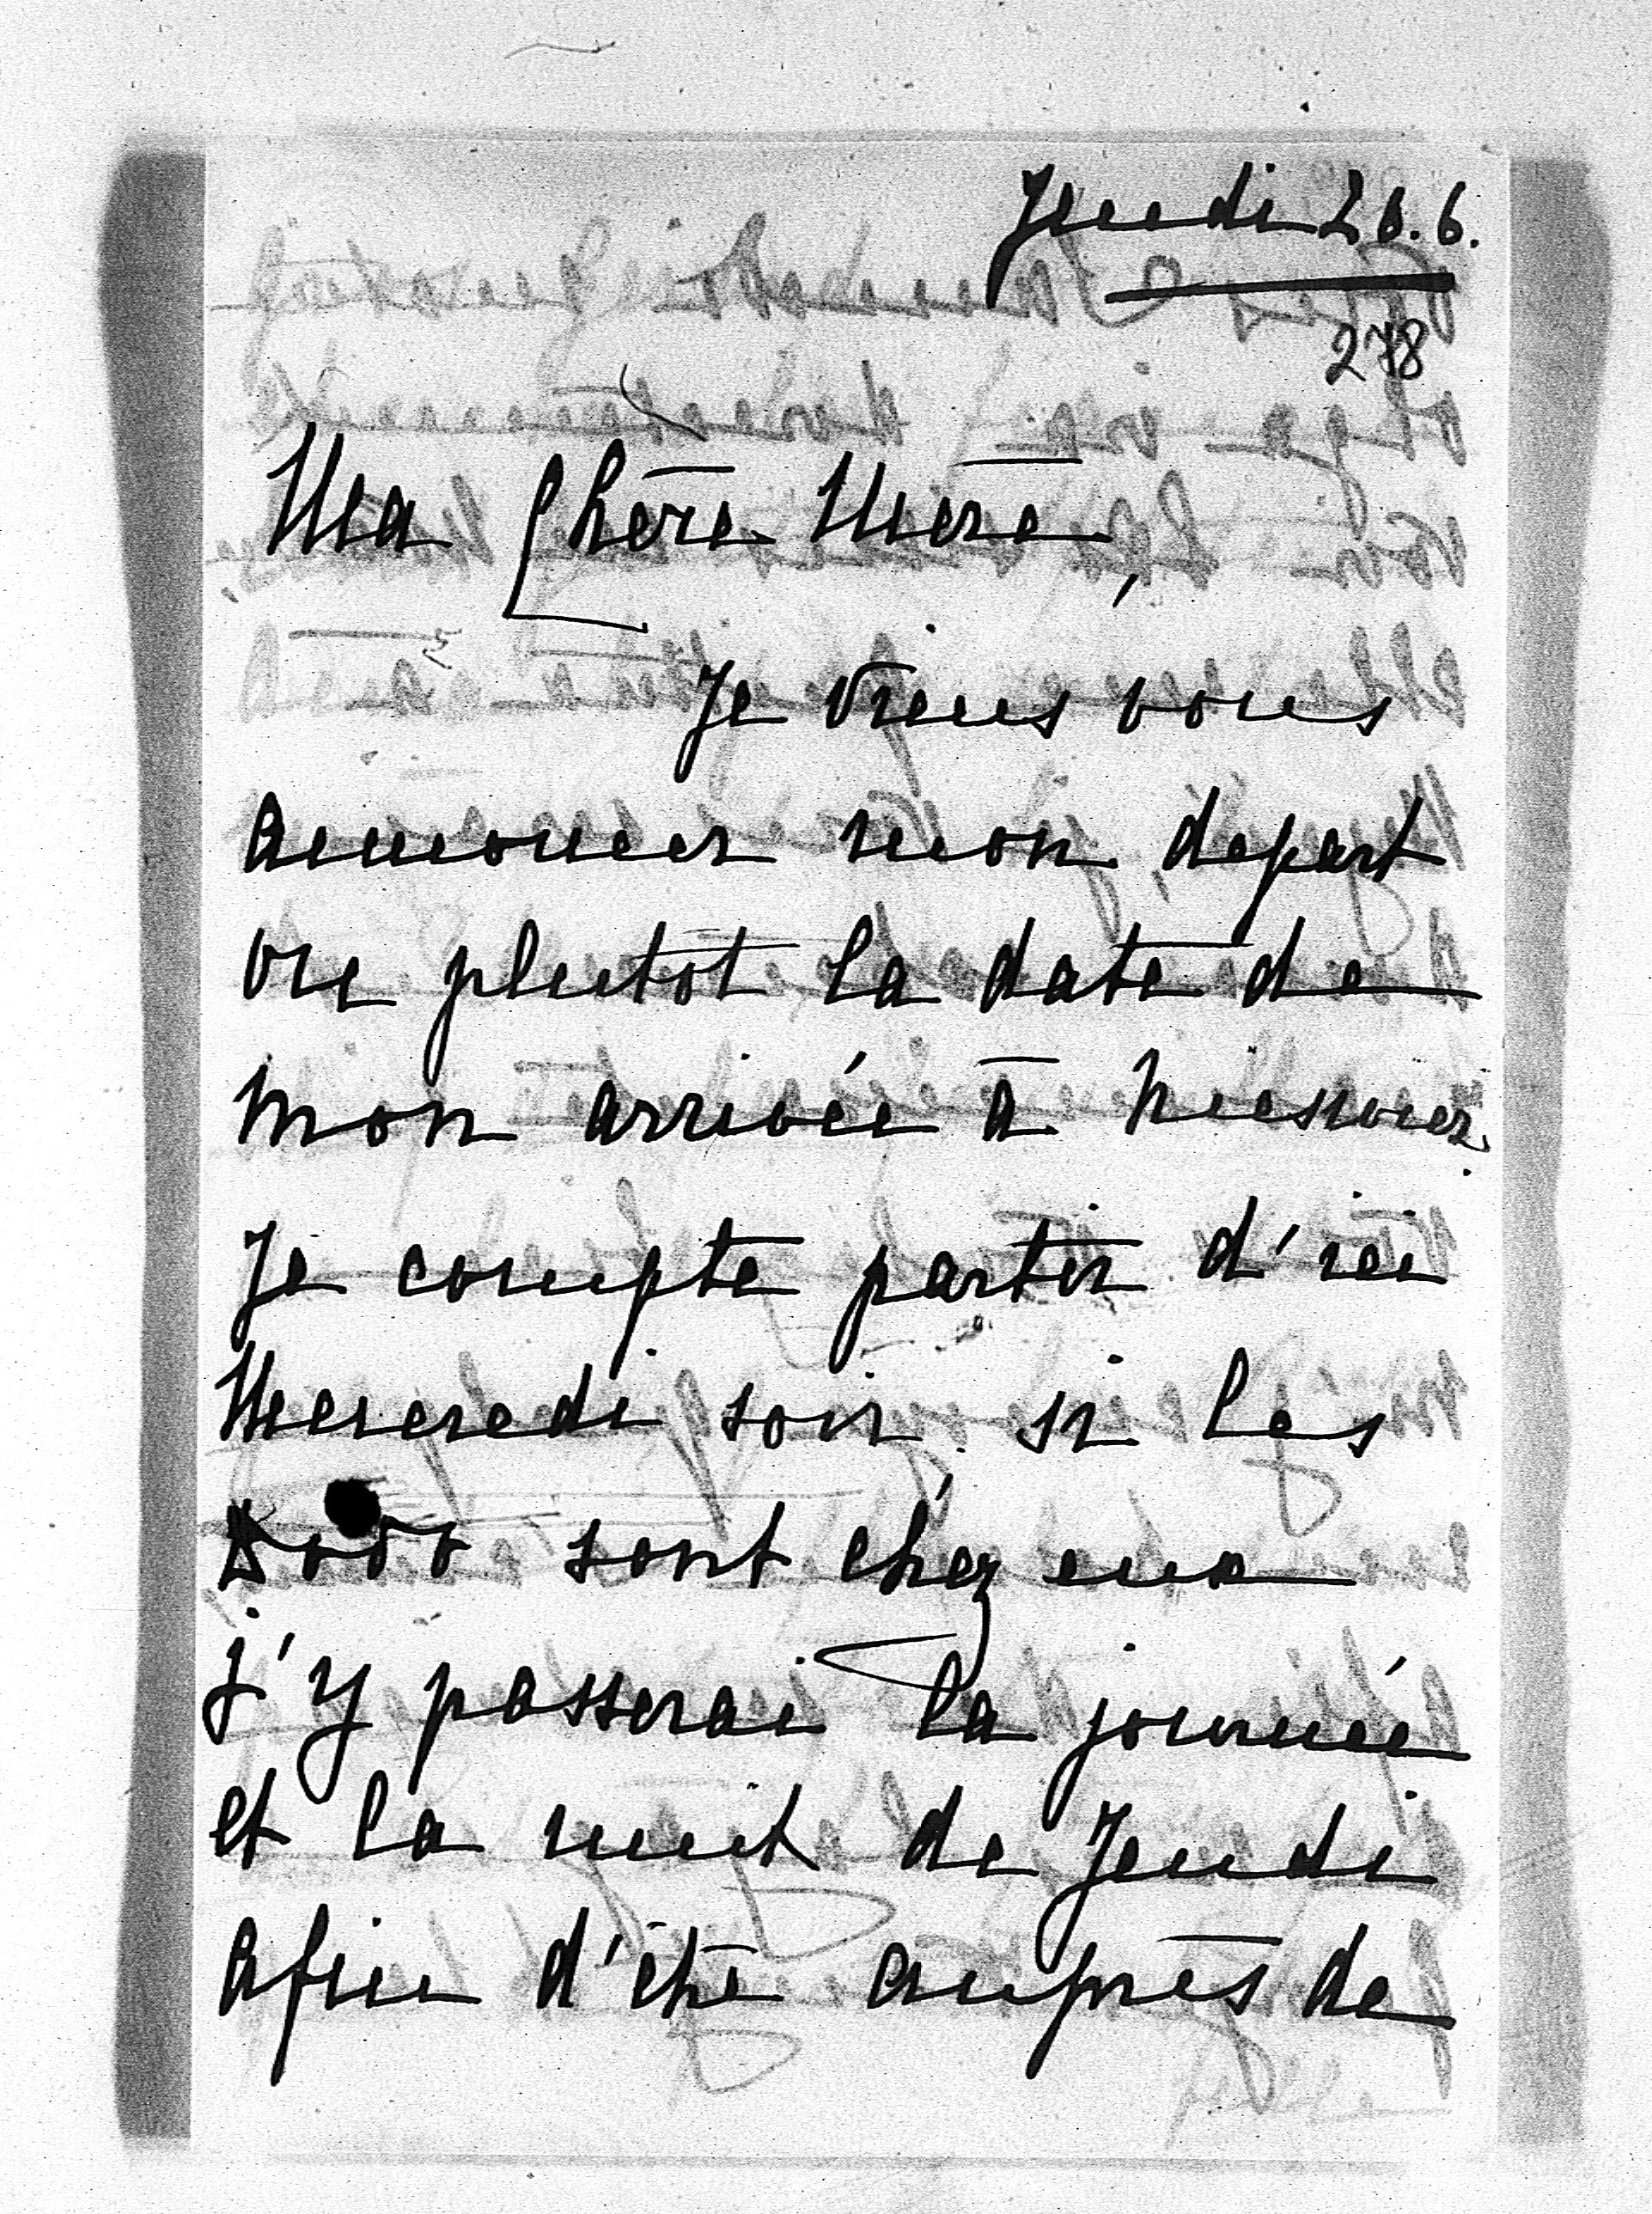 Jeudi 26.6.
278
Ma Chère Mère,
Je viens vous
annoncer mon départ
ou plutôt la date de
mon arrivée à
Je compte partir d'ici
Mercredi soir. si les
Dodo sont chez eux
j'y passerai la journée
et la nuit de Jeudi
afin d'être auprès de